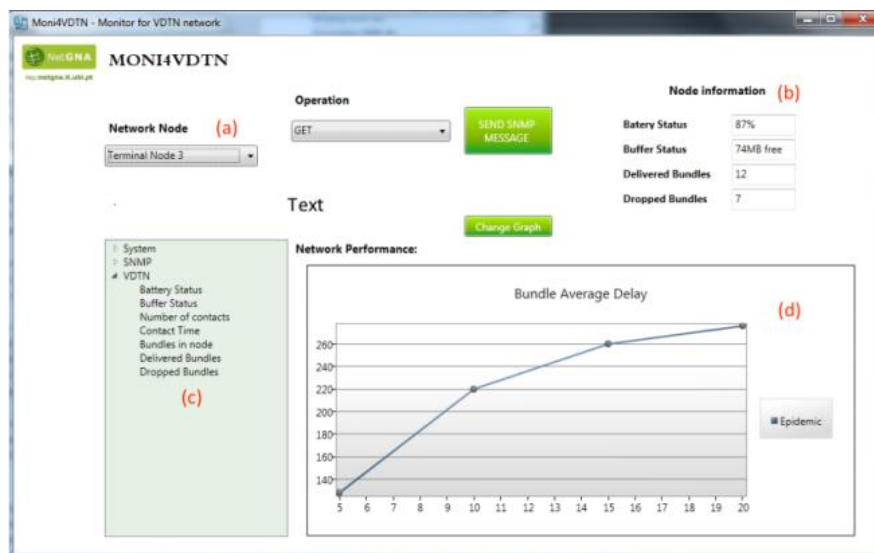 Moni4VDTN - Monitor for VDTN network
NetGNA
MONI4VDTN
Network Node
(a)
Terminal Node 3
Operation
GET
SEND SNMP
MESSAGE
Node information (b)
Batery Status 87%
Buffer Status 74MB free
Delivered Bundles 12
Dropped Bundles 7
Text
Change Graph
System
SNMP
VDTN
Battery Status
Buffer Status
Number of contacts
Contact Time
Bundles in node
Delivered Bundles
Dropped Bundles
(c)
Network Performance:
Bundle Average Delay
(d)
260
240
220
200
180
160
140
5 6 7 8 9 10 11 12 13 14 15 16 17 18 19 20
Epidemic